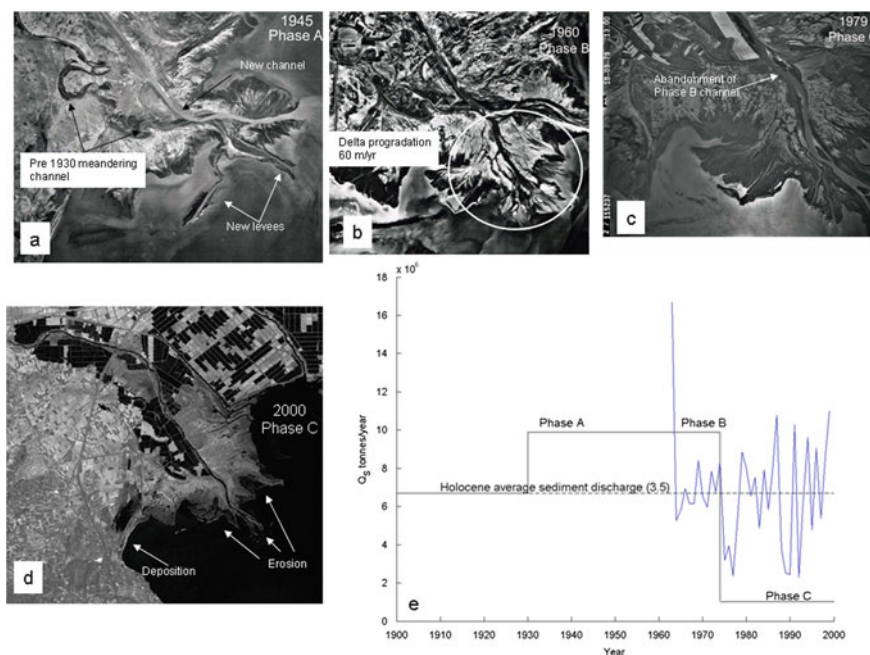 1945
Phase A
New channel
Pre 1930 meandering
channel
New levees
a
1960
Phase B
Delta progradation
60 m/yr
b
1979
Phase
Abandonment of
Phase B channel
c
2000
Phase C
Deposition
Erosion
d
x 10⁶
18
16
14
12
10
8
6
4
2
0
Qs tonnes/year
Phase A
Phase B
Holocene average sediment discharge (3.5)
Phase C
e
1900 1910 1920 1930 1940 1950 1960 1970 1980 1990 2000
Year